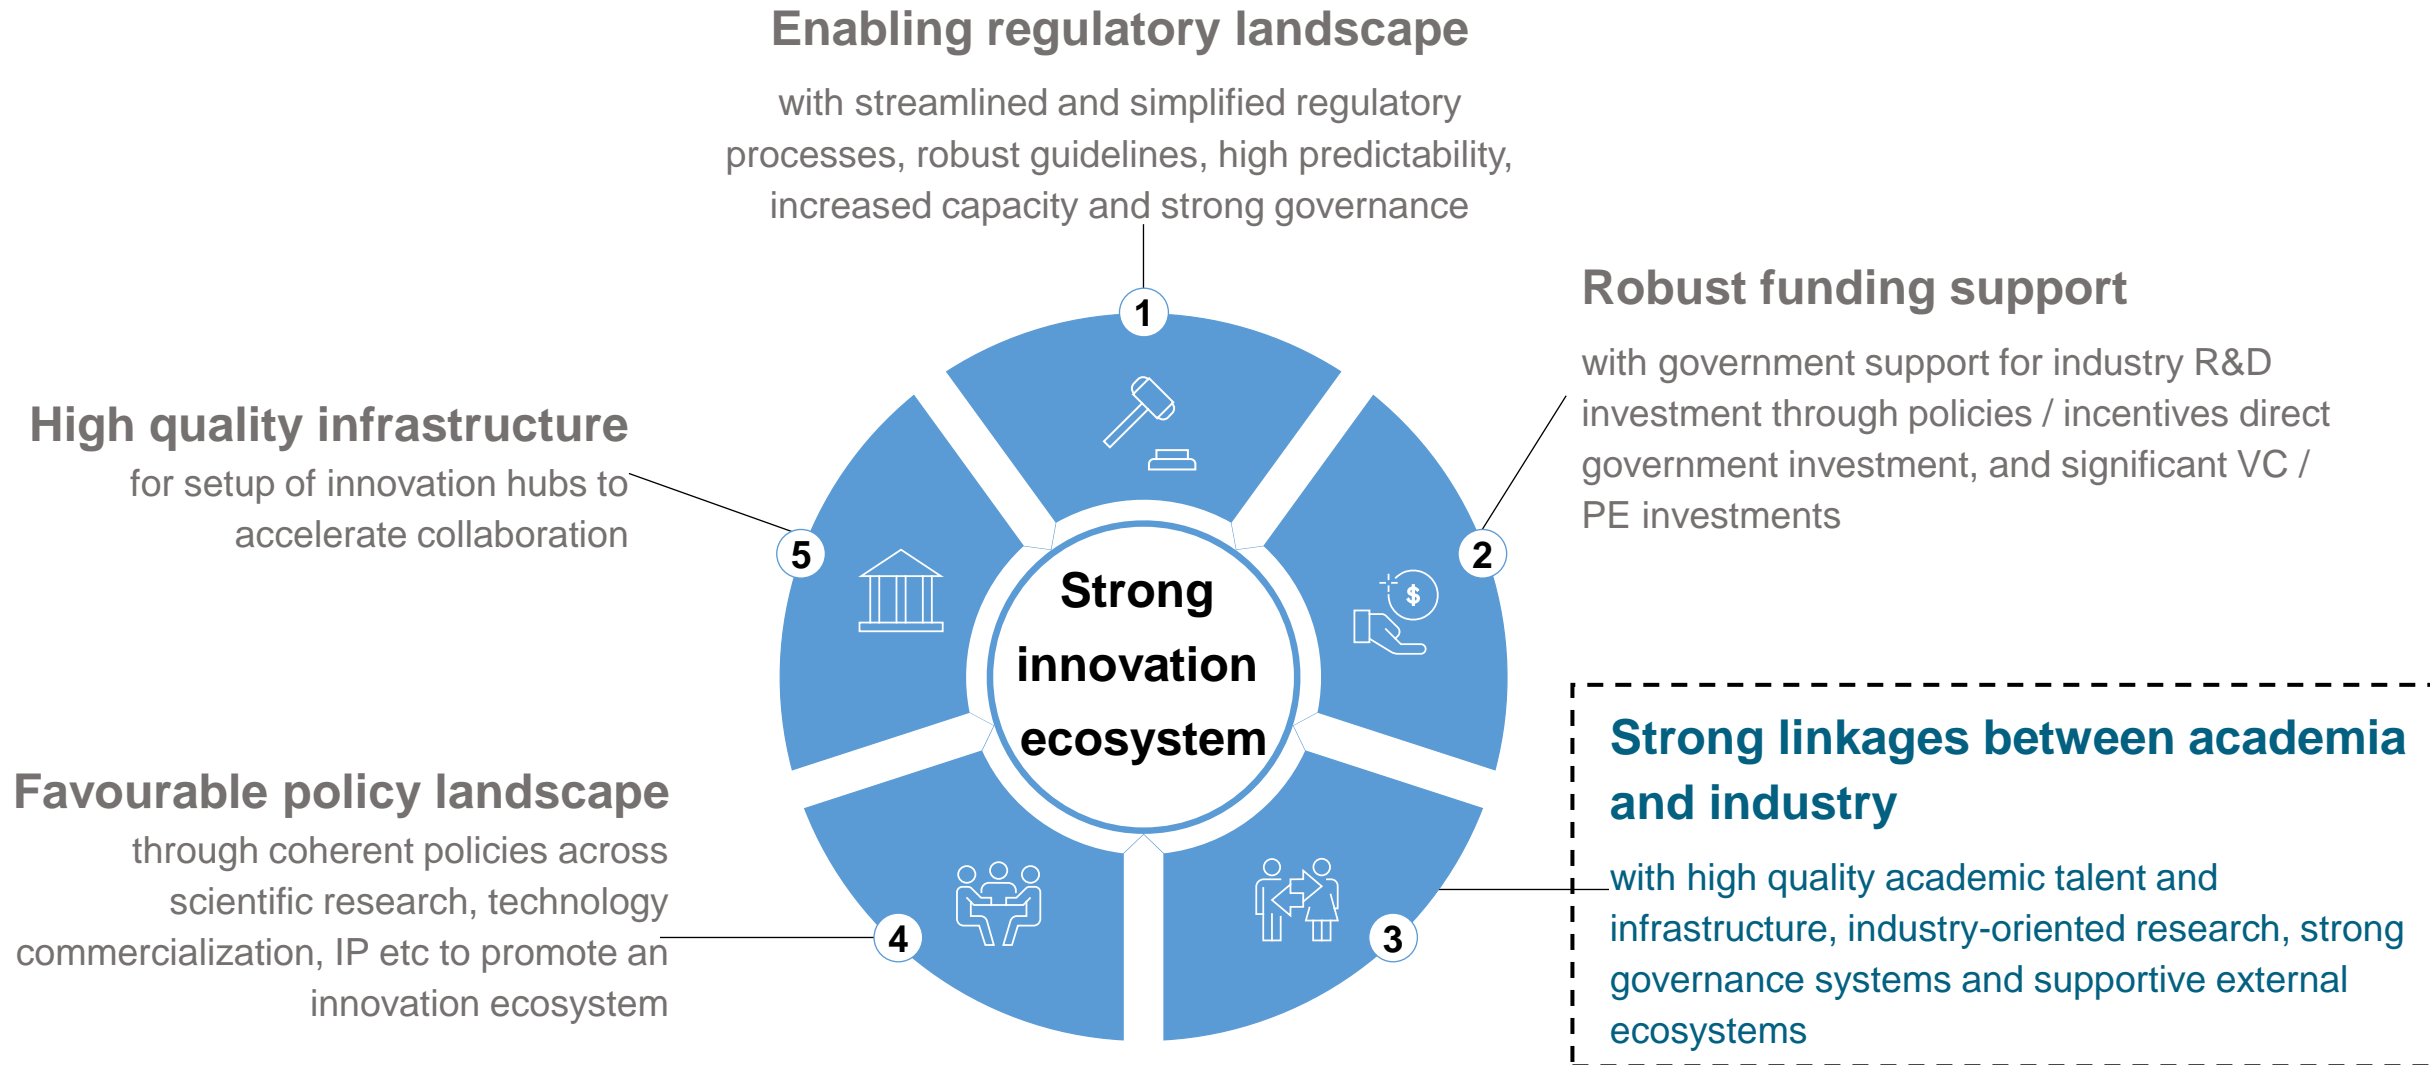 Enabling regulatory landscape
with streamlined and simplified regulatory
processes, robust guidelines, high predictability,
increased capacity and strong governance
1
Robust funding support
with government support for industry R&D
investment through policies / incentives direct
government investment, and significant VC /
PE investments
2
Strong linkages between academia
and industry
with high quality academic talent and
infrastructure, industry-oriented research, strong
governance systems and supportive external
ecosystems
3
Favourable policy landscape
through coherent policies across
scientific research, technology
commercialization, IP etc to promote an
innovation ecosystem
4
High quality infrastructure
for setup of innovation hubs to
accelerate collaboration
5
Strong
innovation
ecosystem
$